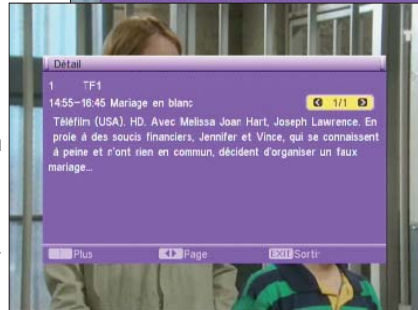 Détail
1 TF1
14:55-16:45 Mariage en blanc
1/1
Téléfilm (USA). HD. Avec Melissa Joan Hart, Joseph Lawrence. En
proie à des soucis financiers, Jennifer et Vince, qui se connaissent
à peine et n'ont rien en commun, décident d'organiser un faux
mariage...
Plus Page EXIT Sortir